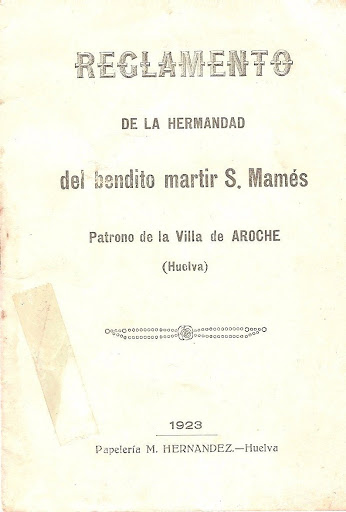 REGLAMENTO
DE LA HERMANDAD
del bendito martir S. Mamés
Patrono de la Villa de AROCHE
(Huelva)
1923
Papelería M. HERNANDEZ.—Huelva